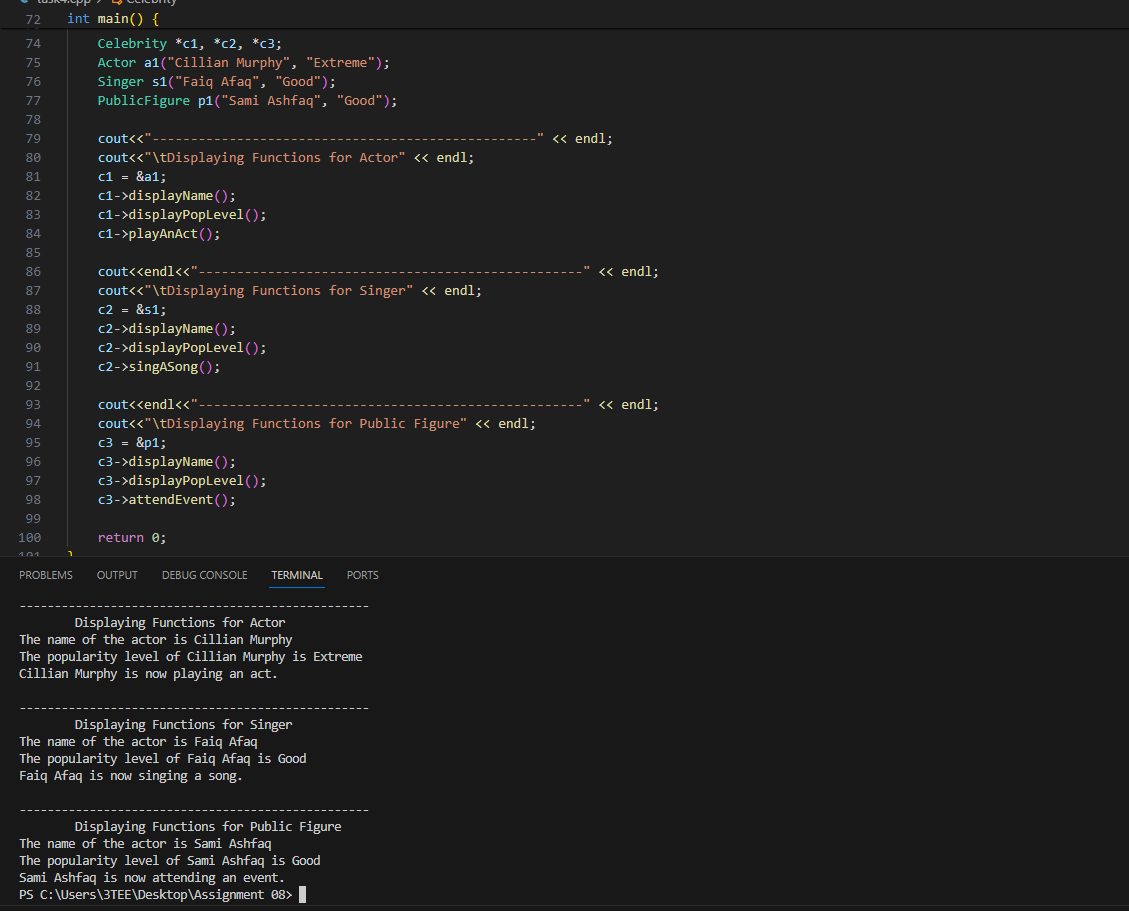 task4.cpp > Celebrity
72 int main() {
74 Celebrity *c1, *c2, *c3;
75 Actor a1("Cillian Murphy", "Extreme");
76 Singer s1("Faiq Afaq", "Good");
77 PublicFigure p1("Sami Ashfaq", "Good");
78
79 cout<<"--------------------------------------------------" << endl;
80 cout<<"\tDisplaying Functions for Actor" << endl;
81 c1 = &a1;
82 c1->displayName();
83 c1->displayPopLevel();
84 c1->playAnAct();
85
86 cout<<endl<<"--------------------------------------------------" << endl;
87 cout<<"\tDisplaying Functions for Singer" << endl;
88 c2 = &s1;
89 c2->displayName();
90 c2->displayPopLevel();
91 c2->singASong();
92
93 cout<<endl<<"--------------------------------------------------" << endl;
94 cout<<"\tDisplaying Functions for Public Figure" << endl;
95 c3 = &p1;
96 c3->displayName();
97 c3->displayPopLevel();
98 c3->attendEvent();
99
100 return 0;
101 }
PROBLEMS OUTPUT DEBUG CONSOLE TERMINAL PORTS
--------------------------------------------------
Displaying Functions for Actor
The name of the actor is Cillian Murphy
The popularity level of Cillian Murphy is Extreme
Cillian Murphy is now playing an act.
--------------------------------------------------
Displaying Functions for Singer
The name of the actor is Faiq Afaq
The popularity level of Faiq Afaq is Good
Faiq Afaq is now singing a song.
--------------------------------------------------
Displaying Functions for Public Figure
The name of the actor is Sami Ashfaq
The popularity level of Sami Ashfaq is Good
Sami Ashfaq is now attending an event.
PS C:\Users\3TEE\Desktop\Assignment 08>